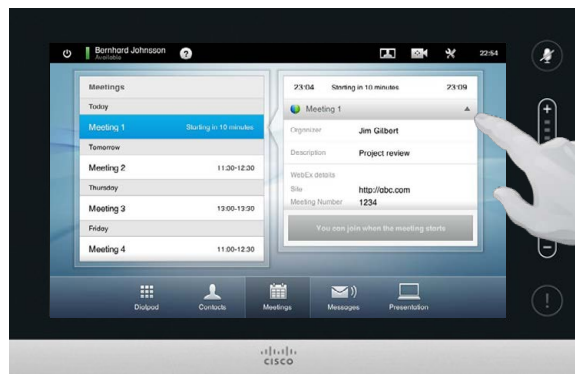 Bernhard Johnsson
Available
?
22:54
Meetings
Today
Meeting 1 Starting in 10 minutes
Tomorrow
Meeting 2 11:30-12:30
Thursday
Meeting 3 13:00-13:30
Friday
Meeting 4 11:00-12:30
23:04 Starting in 10 minutes 23:09
Meeting 1
Organizer Jim Gilbert
Description Project review
WebEx details
Site http://abc.com
Meeting Number 1234
You can join when the meeting starts
+
-
!
Dialpad
Contacts
Meetings
Messages
Presentation
CISCO